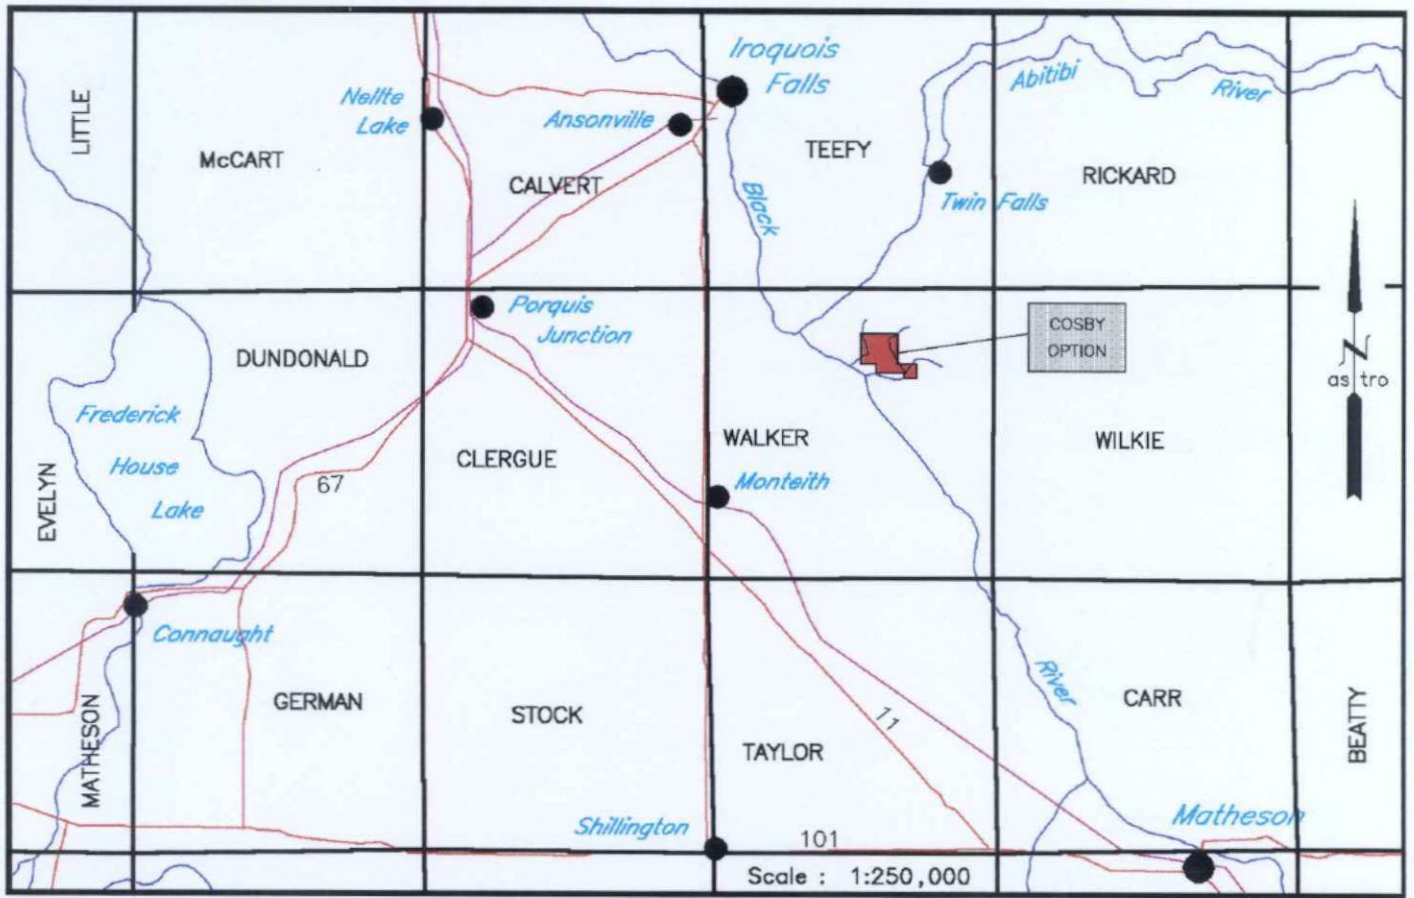 Iroquois
Falls
Abitibi
River
LITTLE
Nellte
Lake
Ansonville
TEEFY
McCART
CALVERT
RICKARD
Black
Twin Falls
Porquis
Junction
COSBY
OPTION
DUNDONALD
N
as tro
Frederick
House
Lake
WALKER
WILKIE
CLERGUE
67
Monteith
EVELYN
Connaught
River
GERMAN
STOCK
CARR
11
MATHESON
TAYLOR
BEATTY
Shillington
101
Matheson
Scale : 1:250,000